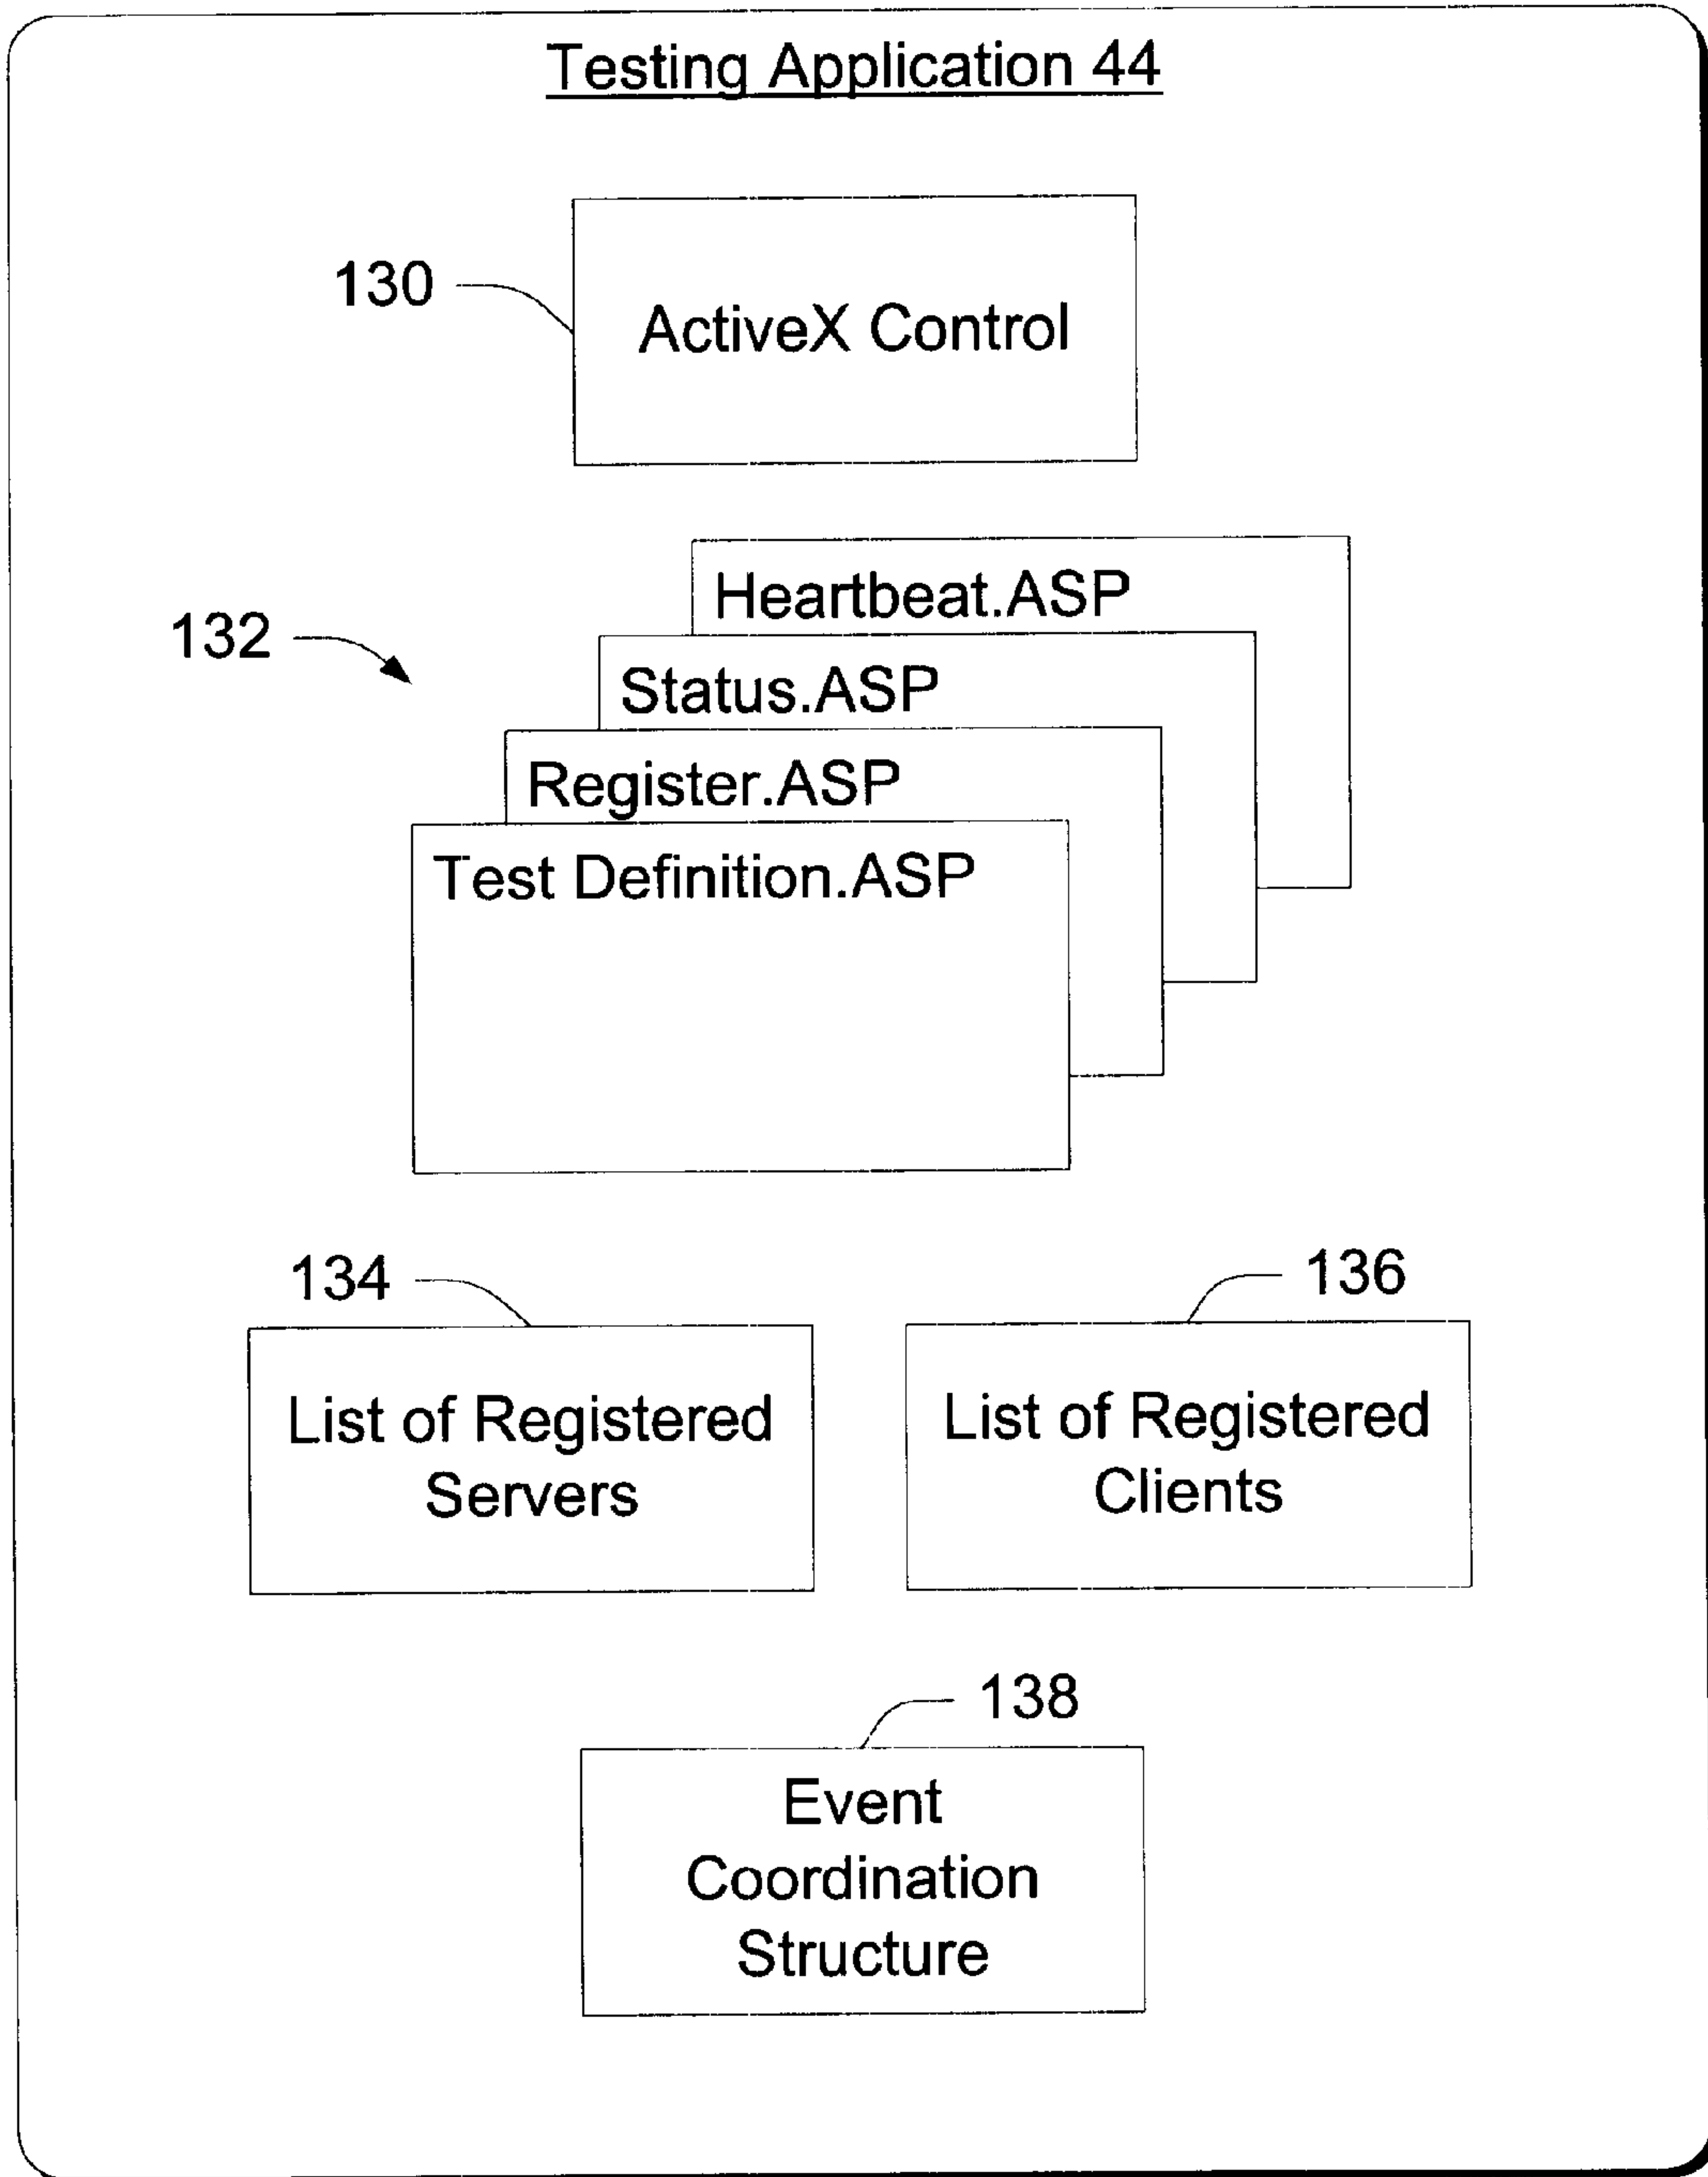 Testing Application 44
130
ActiveX Control
Heartbeat.ASP
132
Status.ASP
Register.ASP
Test Definition.ASP
134
136
List of Registered
Servers
List of Registered
Clients
138
Event
Coordination
Structure